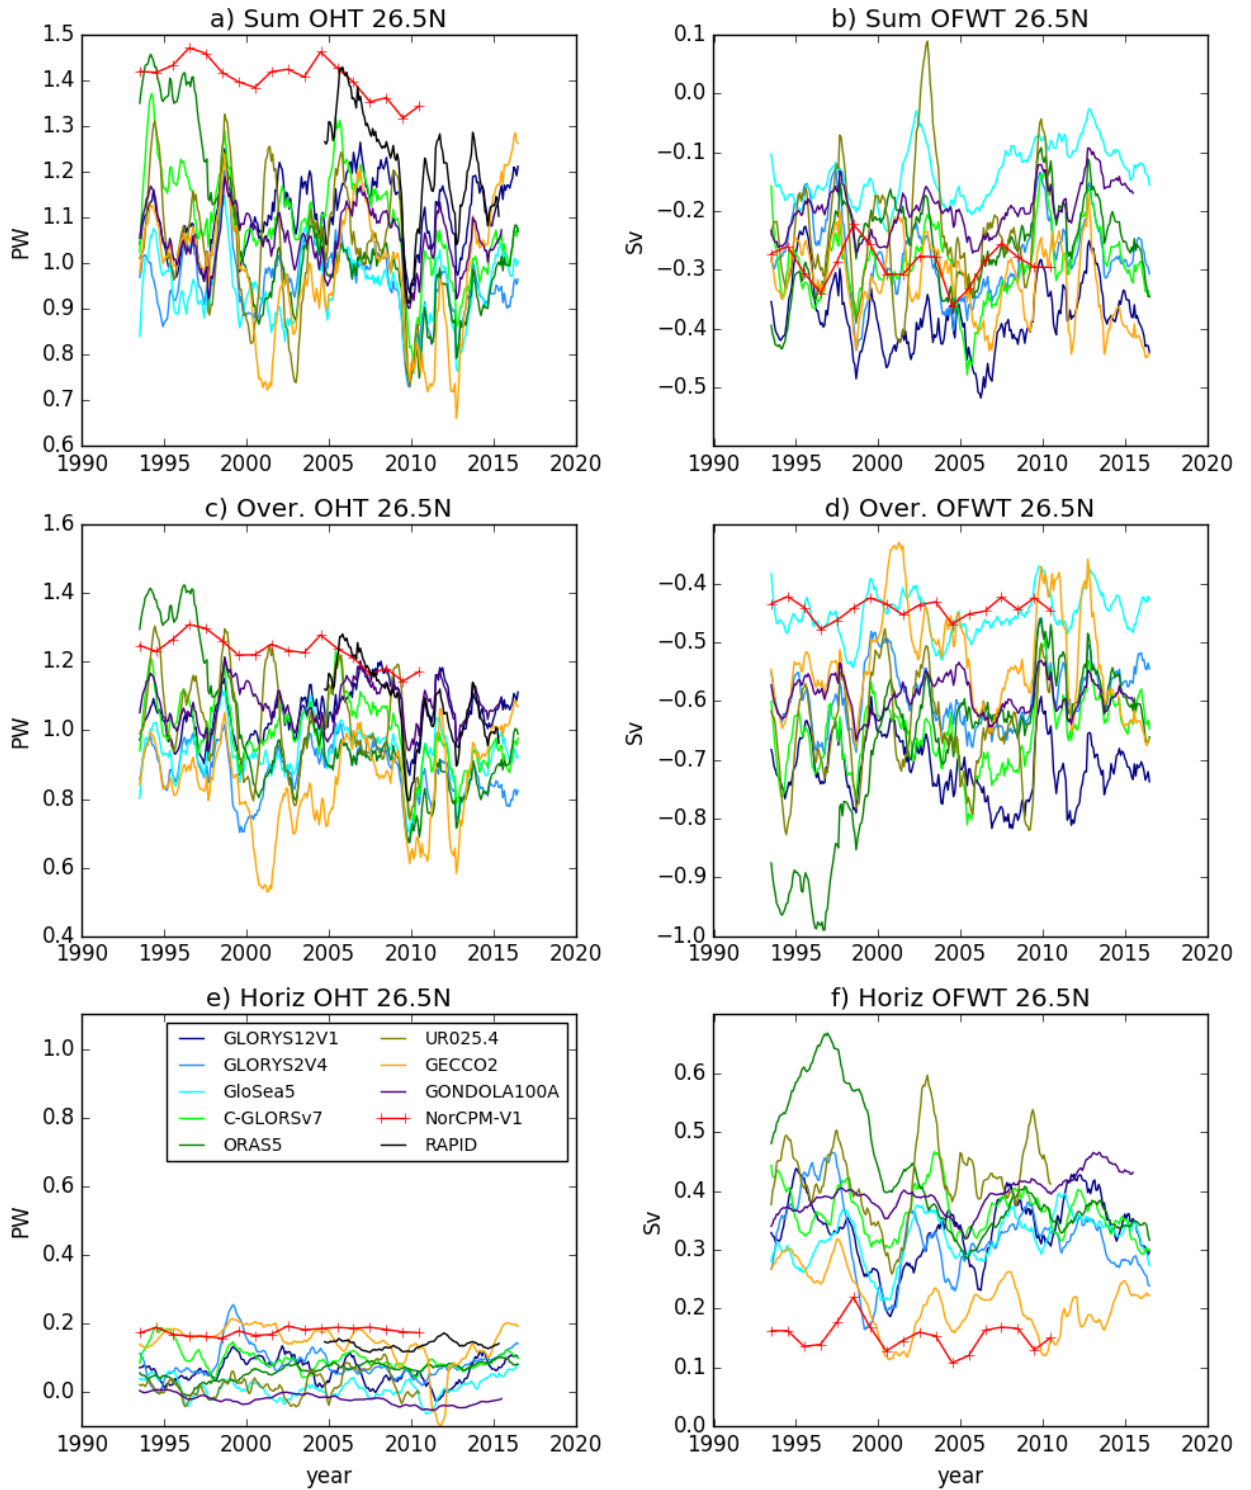 a) Sum OHT 26.5N
b) Sum OFWT 26.5N
1.5
1.4
1.3
1.2
1.1
1.0
0.9
0.8
0.7
0.6
PW
1990 1995 2000 2005 2010 2015 2020
0.1
0.0
−0.1
−0.2
−0.3
−0.4
−0.5
Sv
1990 1995 2000 2005 2010 2015 2020
c) Over. OHT 26.5N
d) Over. OFWT 26.5N
1.6
1.4
1.2
1.0
0.8
0.6
0.4
PW
1990 1995 2000 2005 2010 2015 2020
−0.4
−0.5
−0.6
−0.7
−0.8
−0.9
−1.0
Sv
1990 1995 2000 2005 2010 2015 2020
e) Horiz OHT 26.5N
f) Horiz OFWT 26.5N
1.0
0.8
0.6
0.4
0.2
0.0
PW
GLORYS12V1
GLORYS2V4
GloSea5
C-GLORSv7
ORAS5
UR025.4
GECCO2
GONDOLA100A
NorCPM-V1
RAPID
1990 1995 2000 2005 2010 2015 2020
year
0.6
0.5
0.4
0.3
0.2
0.1
0.0
Sv
1990 1995 2000 2005 2010 2015 2020
year